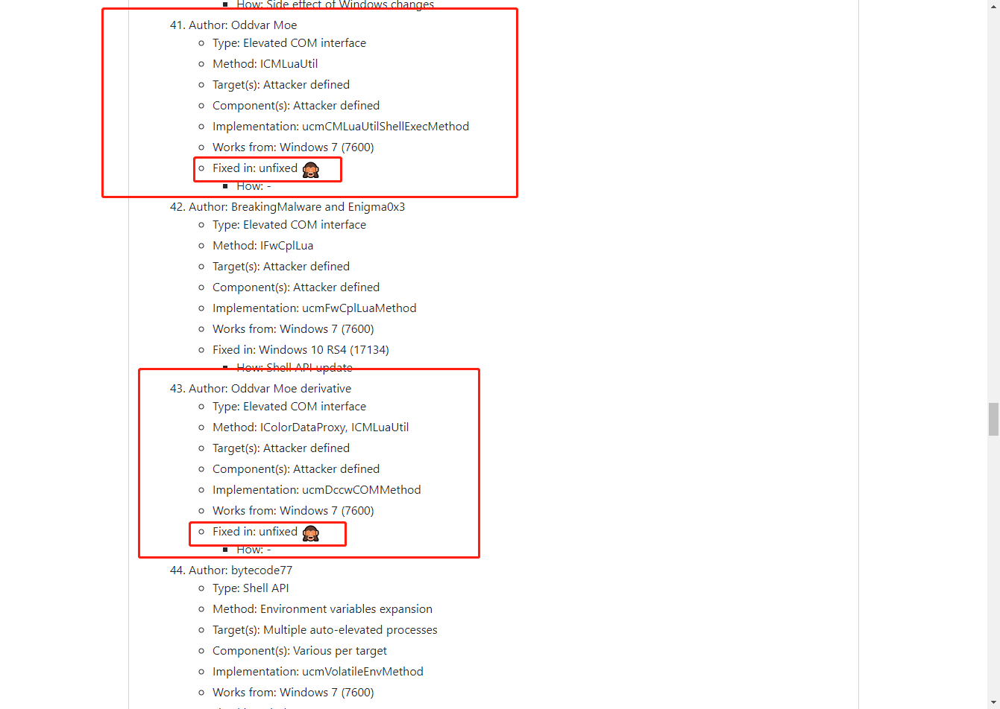 How: Side effect of Windows changes
41. Author: Oddvar Moe
Type: Elevated COM interface
Method: ICMLuaUtil
Target(s): Attacker defined
Component(s): Attacker defined
Implementation: ucmCMLuaUtilShellExecMethod
Works from: Windows 7 (7600)
Fixed in: unfixed 🙈
How: -
42. Author: BreakingMalware and Enigma0x3
Type: Elevated COM interface
Method: IFwCplLua
Target(s): Attacker defined
Component(s): Attacker defined
Implementation: ucmFwCplLuaMethod
Works from: Windows 7 (7600)
Fixed in: Windows 10 RS4 (17134)
How: Shell API update
43. Author: Oddvar Moe derivative
Type: Elevated COM interface
Method: IColorDataProxy, ICMLuaUtil
Target(s): Attacker defined
Component(s): Attacker defined
Implementation: ucmDccwCOMMethod
Works from: Windows 7 (7600)
Fixed in: unfixed 🙈
How: -
44. Author: bytecode77
Type: Shell API
Method: Environment variables expansion
Target(s): Multiple auto-elevated processes
Component(s): Various per target
Implementation: ucmVolatileEnvMethod
Works from: Windows 7 (7600)